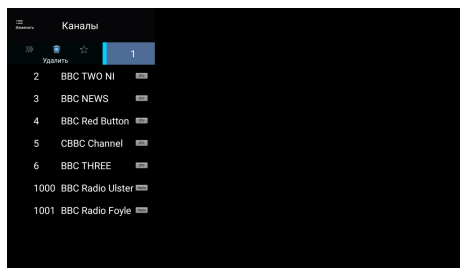 Изменить Каналы
Удалить 1
2 BBC TWO NI
3 BBC NEWS
4 BBC Red Button
5 CBBC Channel
6 BBC THREE
1000 BBC Radio Ulster
1001 BBC Radio Foyle